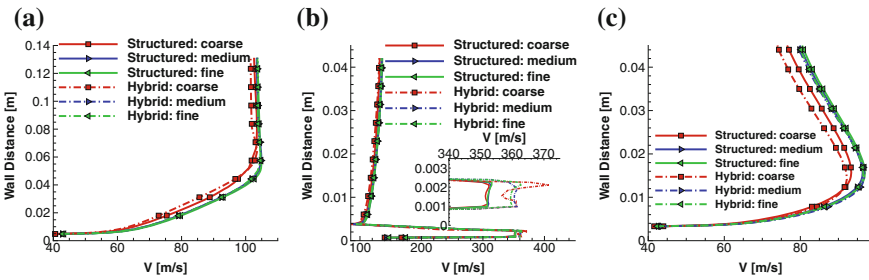 (a)
0.14
0.12
0.1
0.08
0.06
0.04
0.02
0
Wall Distance [m]
Structured: coarse
Structured: medium
Structured: fine
Hybrid: coarse
Hybrid: medium
Hybrid: fine
40 60 80 100
V [m/s]
(b)
0.04
0.03
0.02
0.01
0
Wall Distance [m]
Structured: coarse
Structured: medium
Structured: fine
Hybrid: coarse
Hybrid: medium
Hybrid: fine
V [m/s]
340 350 360 370
0.003
0.002
0.001
0
100 200 300 400
V [m/s]
(c)
0.04
0.03
0.02
0.01
0
Wall Distance [m]
Structured: coarse
Structured: medium
Structured: fine
Hybrid: coarse
Hybrid: medium
Hybrid: fine
40 60 80
V [m/s]